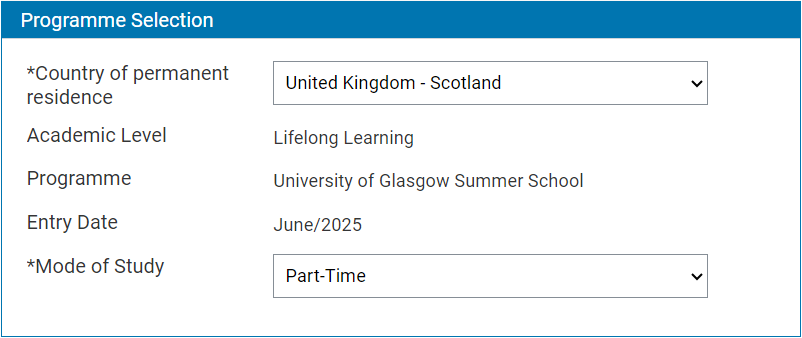 Programme Selection
*Country of permanent
residence
United Kingdom - Scotland
Academic Level
Lifelong Learning
Programme
University of Glasgow Summer School
Entry Date
June/2025
*Mode of Study
Part-Time